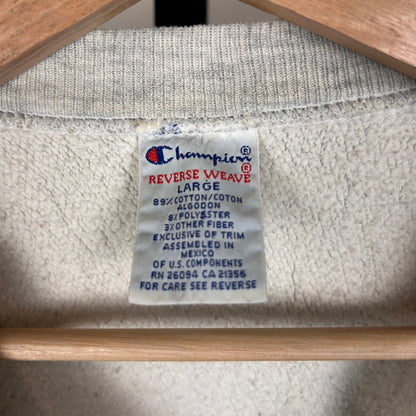 Champion®
REVERSE WEAVE®
LARGE
89% COTTON/COTON
ALGODON
8% POLYESTER
3% OTHER FIBER
EXCLUSIVE OF TRIM
ASSEMBLED IN
MEXICO
OF U.S. COMPONENTS
RN 26094 CA 21356
FOR CARE SEE REVERSE